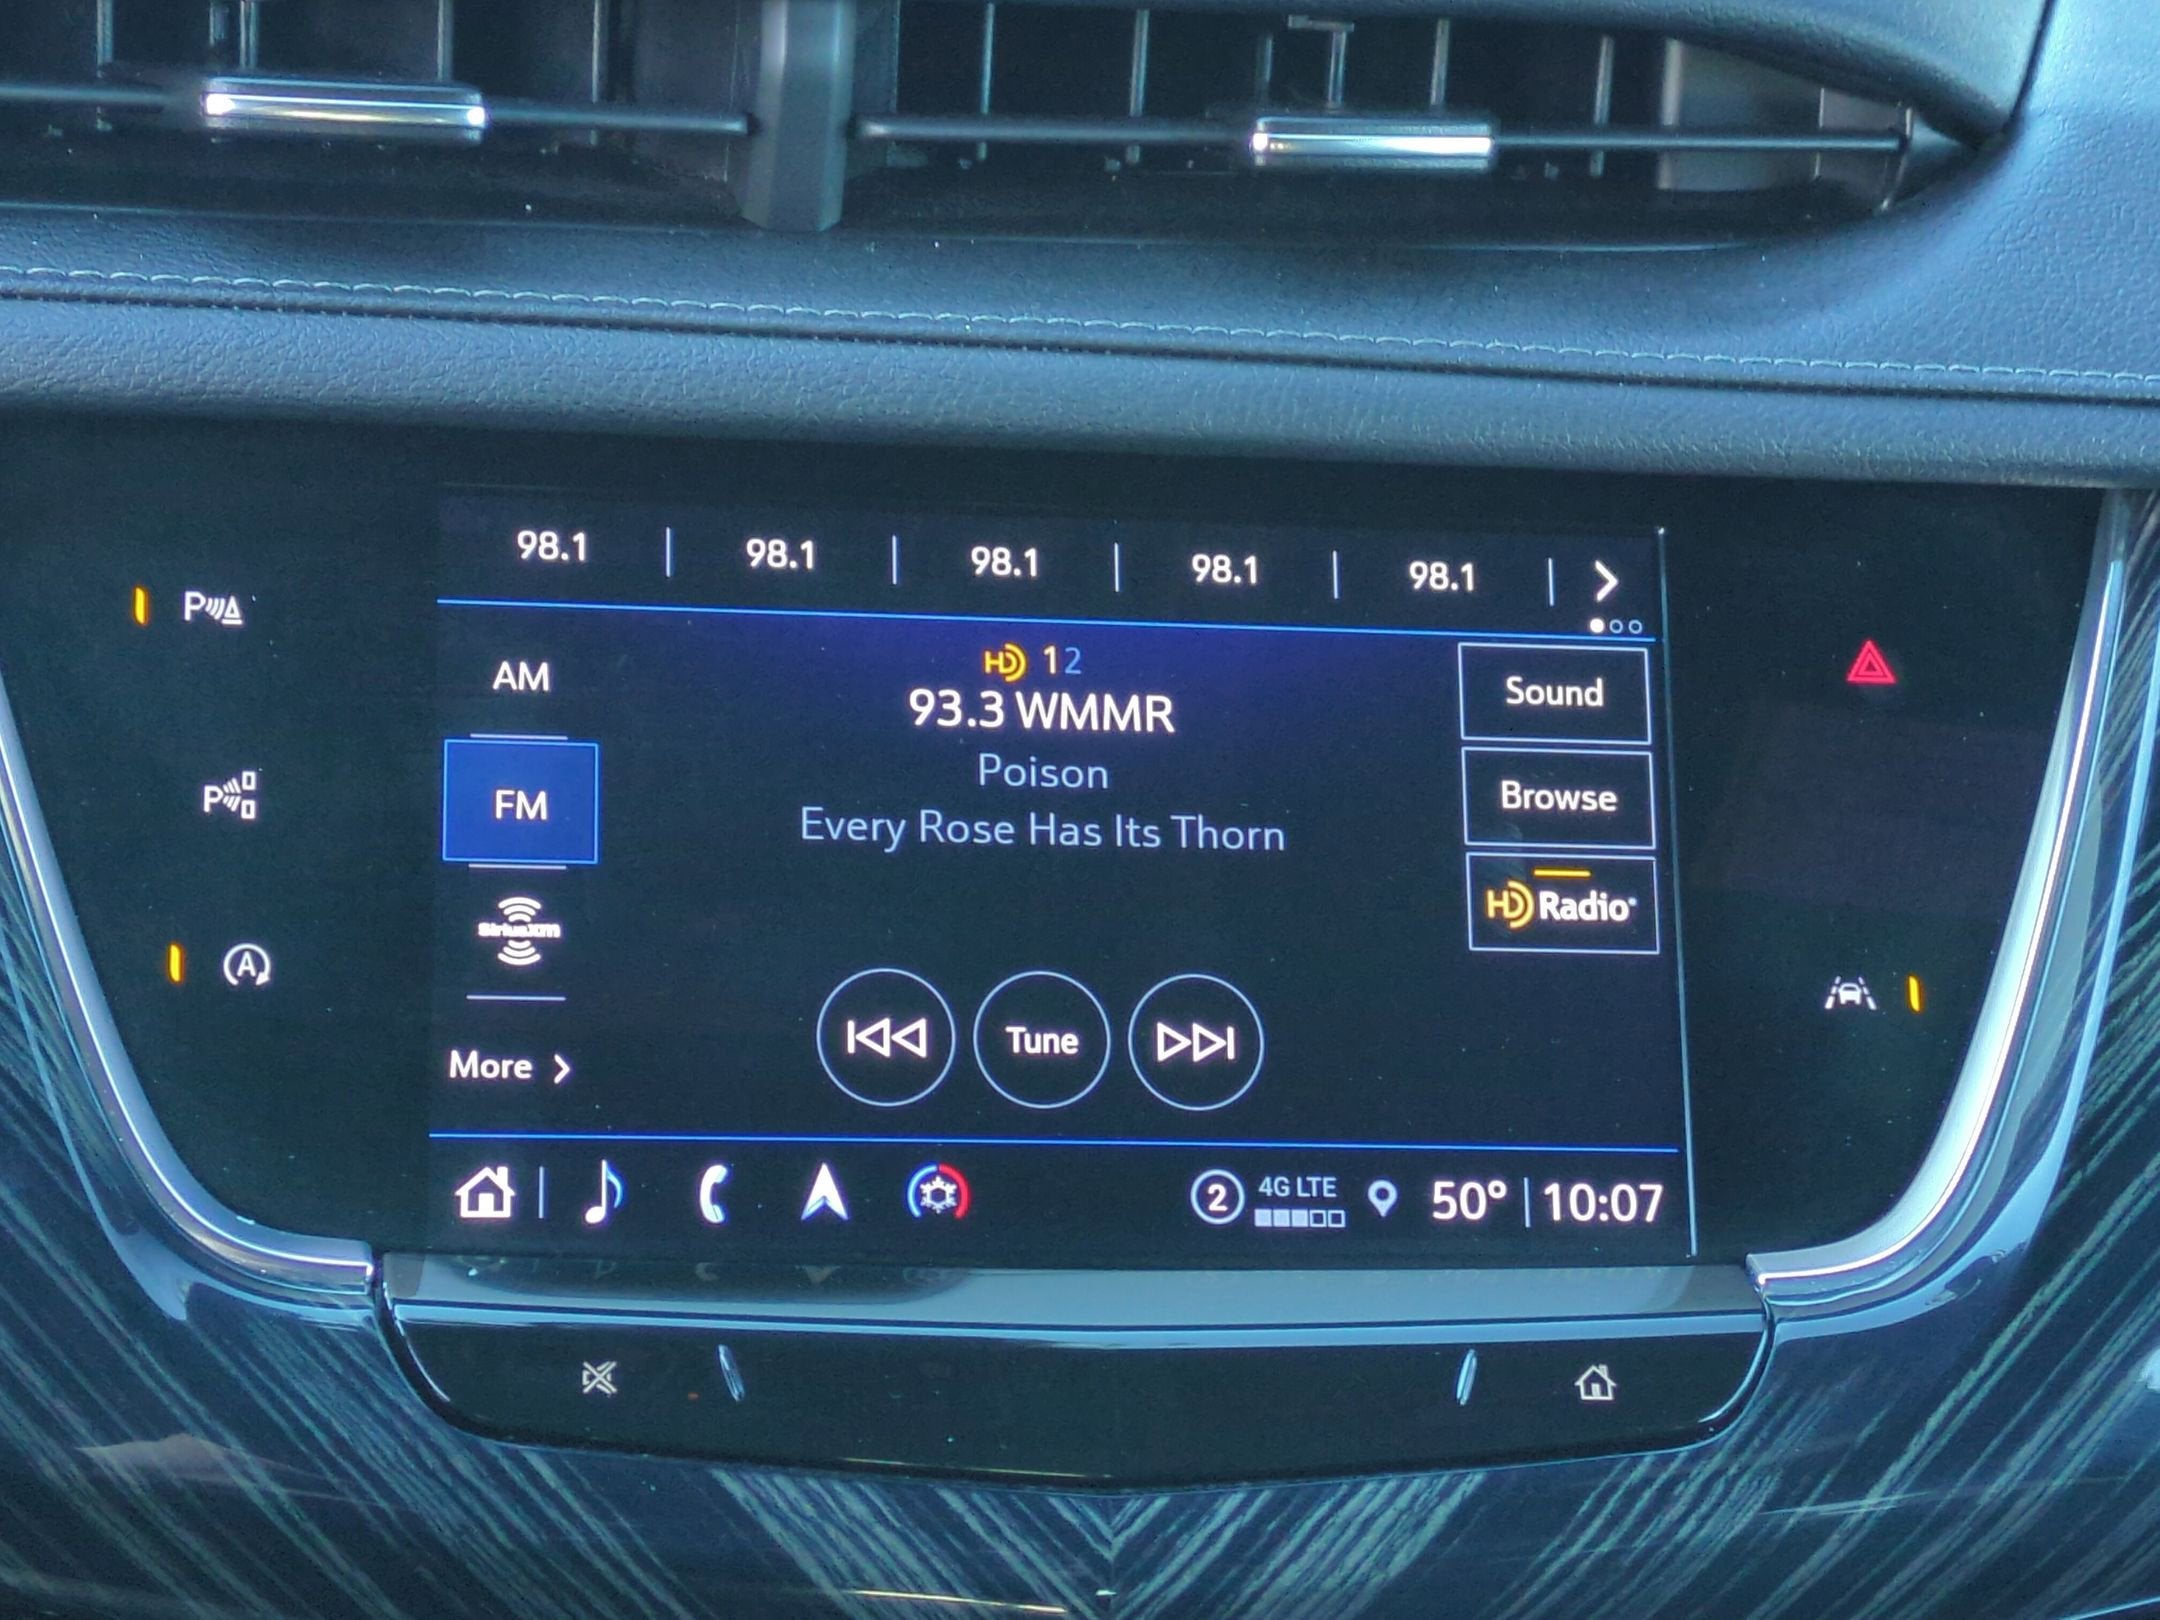 98.1 | 98.1 | 98.1 | 98.1 | 98.1
AM
FM
SiriusXM
More
HD 1 2
93.3 WMMR
Poison
Every Rose Has Its Thorn
Tune
Sound
Browse
HD Radio
P
P
A
2 4G LTE 50° | 10:07